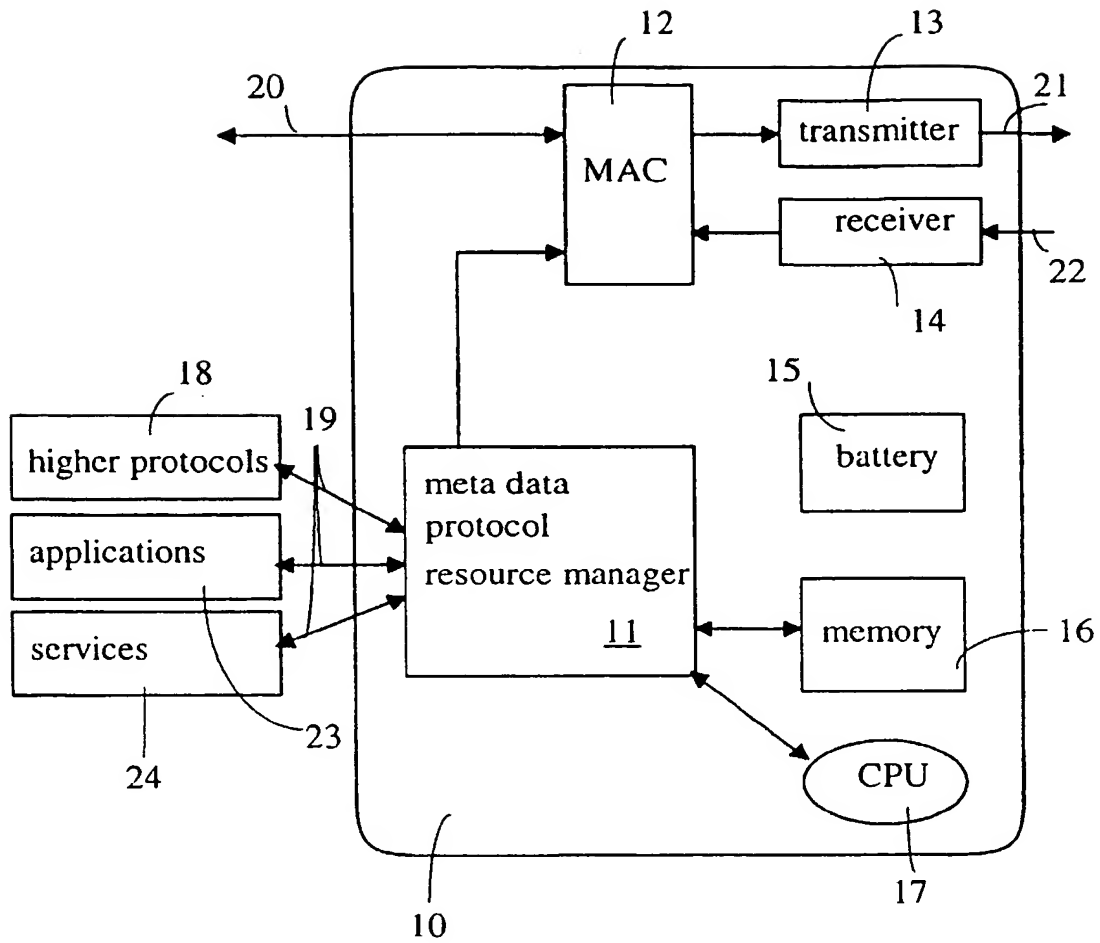 12
13
20
21
transmitter
MAC
receiver
22
14
18
19
15
higher protocols
meta data
battery
protocol
applications
resource manager
services
11
memory
16
23
24
CPU
10
17